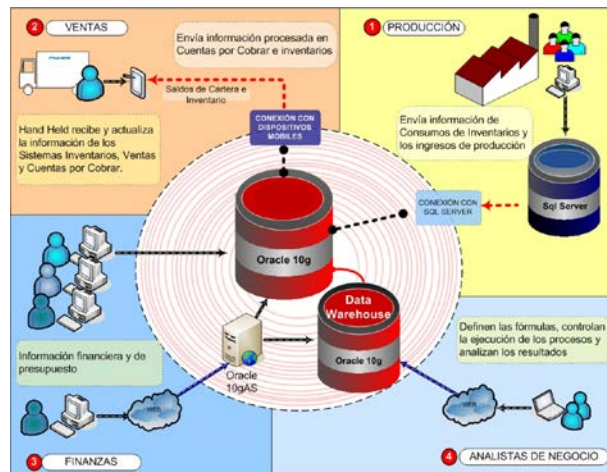 2 VENTAS
Envía información procesada en
Cuentas por Cobrar e inventarios
Saldos de Cartera e
Inventario
CONEXIÓN CON
DISPOSITIVOS
MOBILES
Hand Held recibe y actualiza
la información de los
Sistemas Inventarios, Ventas
y Cuentas por Cobrar.
1 PRODUCCIÓN
Envía información de
Consumos de Inventarios y
los ingresos de producción
CONEXIÓN CON
SQL SERVER
Sql Server
Oracle 10g
Data
Warehouse
Oracle 10g
Oracle
10gAS
Información financiera y de
presupuesto
WEB
3 FINANZAS
Definen las fórmulas, controlan
la ejecución de los procesos y
analizan los resultados
WEB
4 ANALISTAS DE NEGOCIO